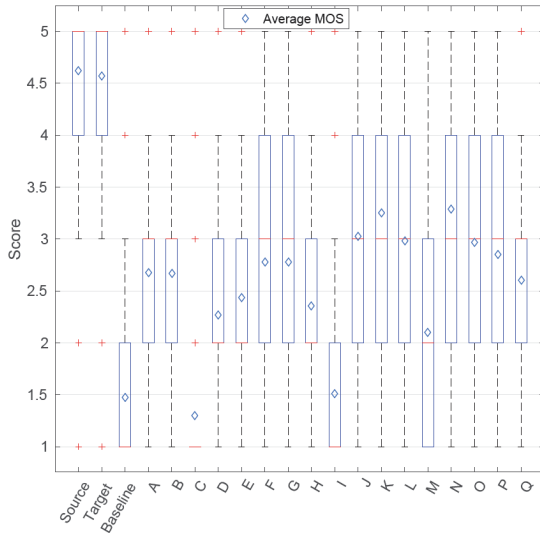 Average MOS
5
4.5
4
3.5
3
2.5
2
1.5
1
Score
Source
Target
Baseline
A
B
C
D
E
F
G
H
I
J
K
L
M
N
O
P
Q